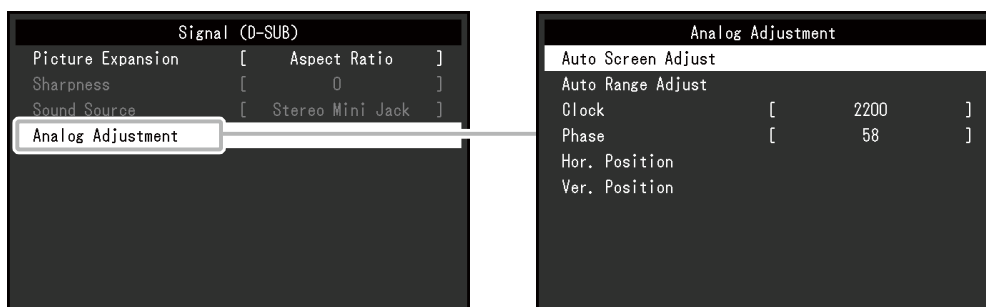 Signal (D-SUB)
Picture Expansion [ Aspect Ratio ]
Sharpness [ 0 ]
Sound Source [ Stereo Mini Jack ]
Analog Adjustment
Analog Adjustment
Auto Screen Adjust
Auto Range Adjust
Clock [ 2200 ]
Phase [ 58 ]
Hor. Position
Ver. Position